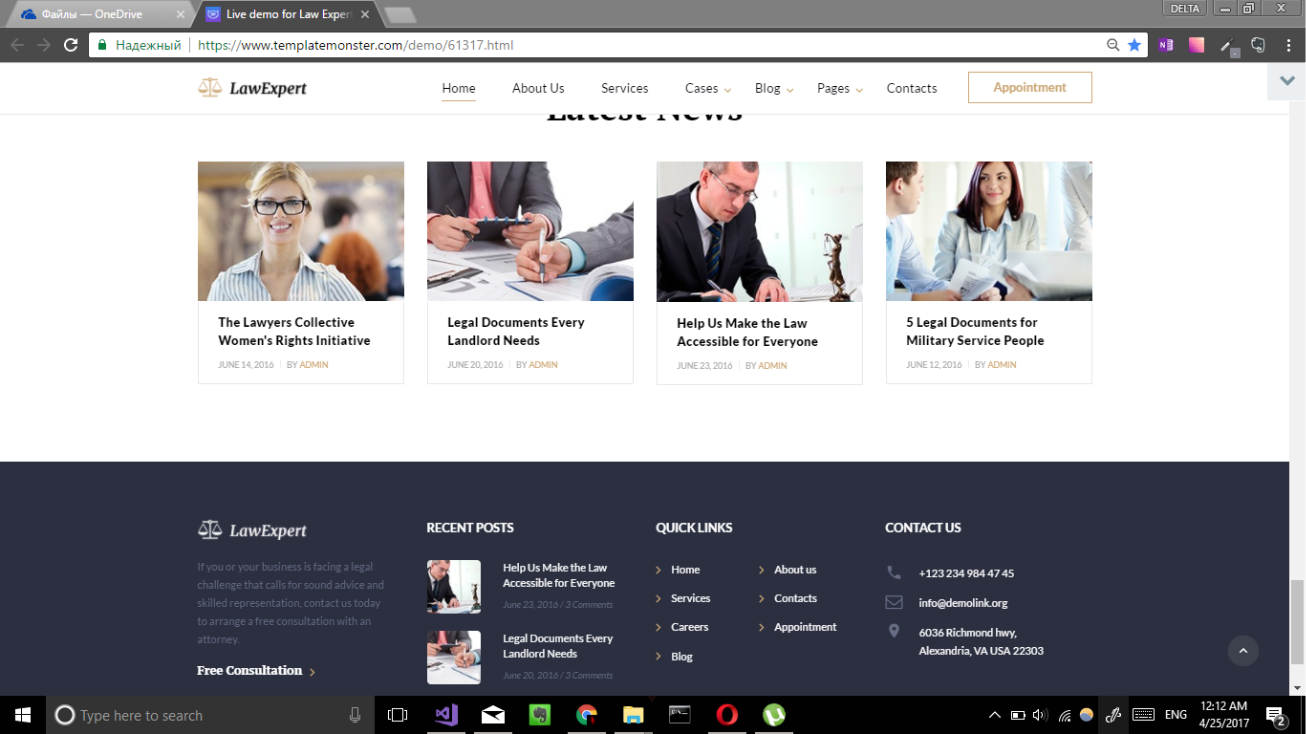 Файлы — OneDrive
Live demo for Law Expert
DELTA
Надежный
https://www.templatemonster.com/demo/61317.html
LawExpert
Home
About Us
Services
Cases
Blog
Pages
Contacts
Appointment
Latest News
The Lawyers Collective
Women's Rights Initiative
JUNE 14, 2016 | BY ADMIN
Legal Documents Every
Landlord Needs
JUNE 20, 2016 | BY ADMIN
Help Us Make the Law
Accessible for Everyone
JUNE 23, 2016 | BY ADMIN
5 Legal Documents for
Military Service People
JUNE 12, 2016 | BY ADMIN
LawExpert
If you or your business is facing a legal
challenge that calls for sound advice and
skilled representation, contact us today
to arrange a free consultation with an
attorney.
Free Consultation
RECENT POSTS
Help Us Make the Law
Accessible for Everyone
June 23, 2016 / 3 Comments
Legal Documents Every
Landlord Needs
June 20, 2016 / 3 Comments
QUICK LINKS
Home
Services
Careers
Blog
About us
Contacts
Appointment
CONTACT US
+123 234 984 47 45
info@demolink.org
6036 Richmond hwy,
Alexandria, VA USA 22303
Type here to search
ENG
12:12 AM
4/25/2017
2